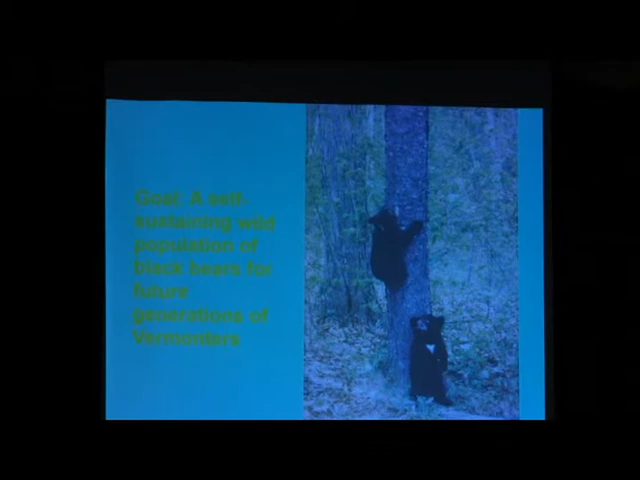 Goal: A self-
sustaining wild
population of
black bears for
future
generations of
Vermonters